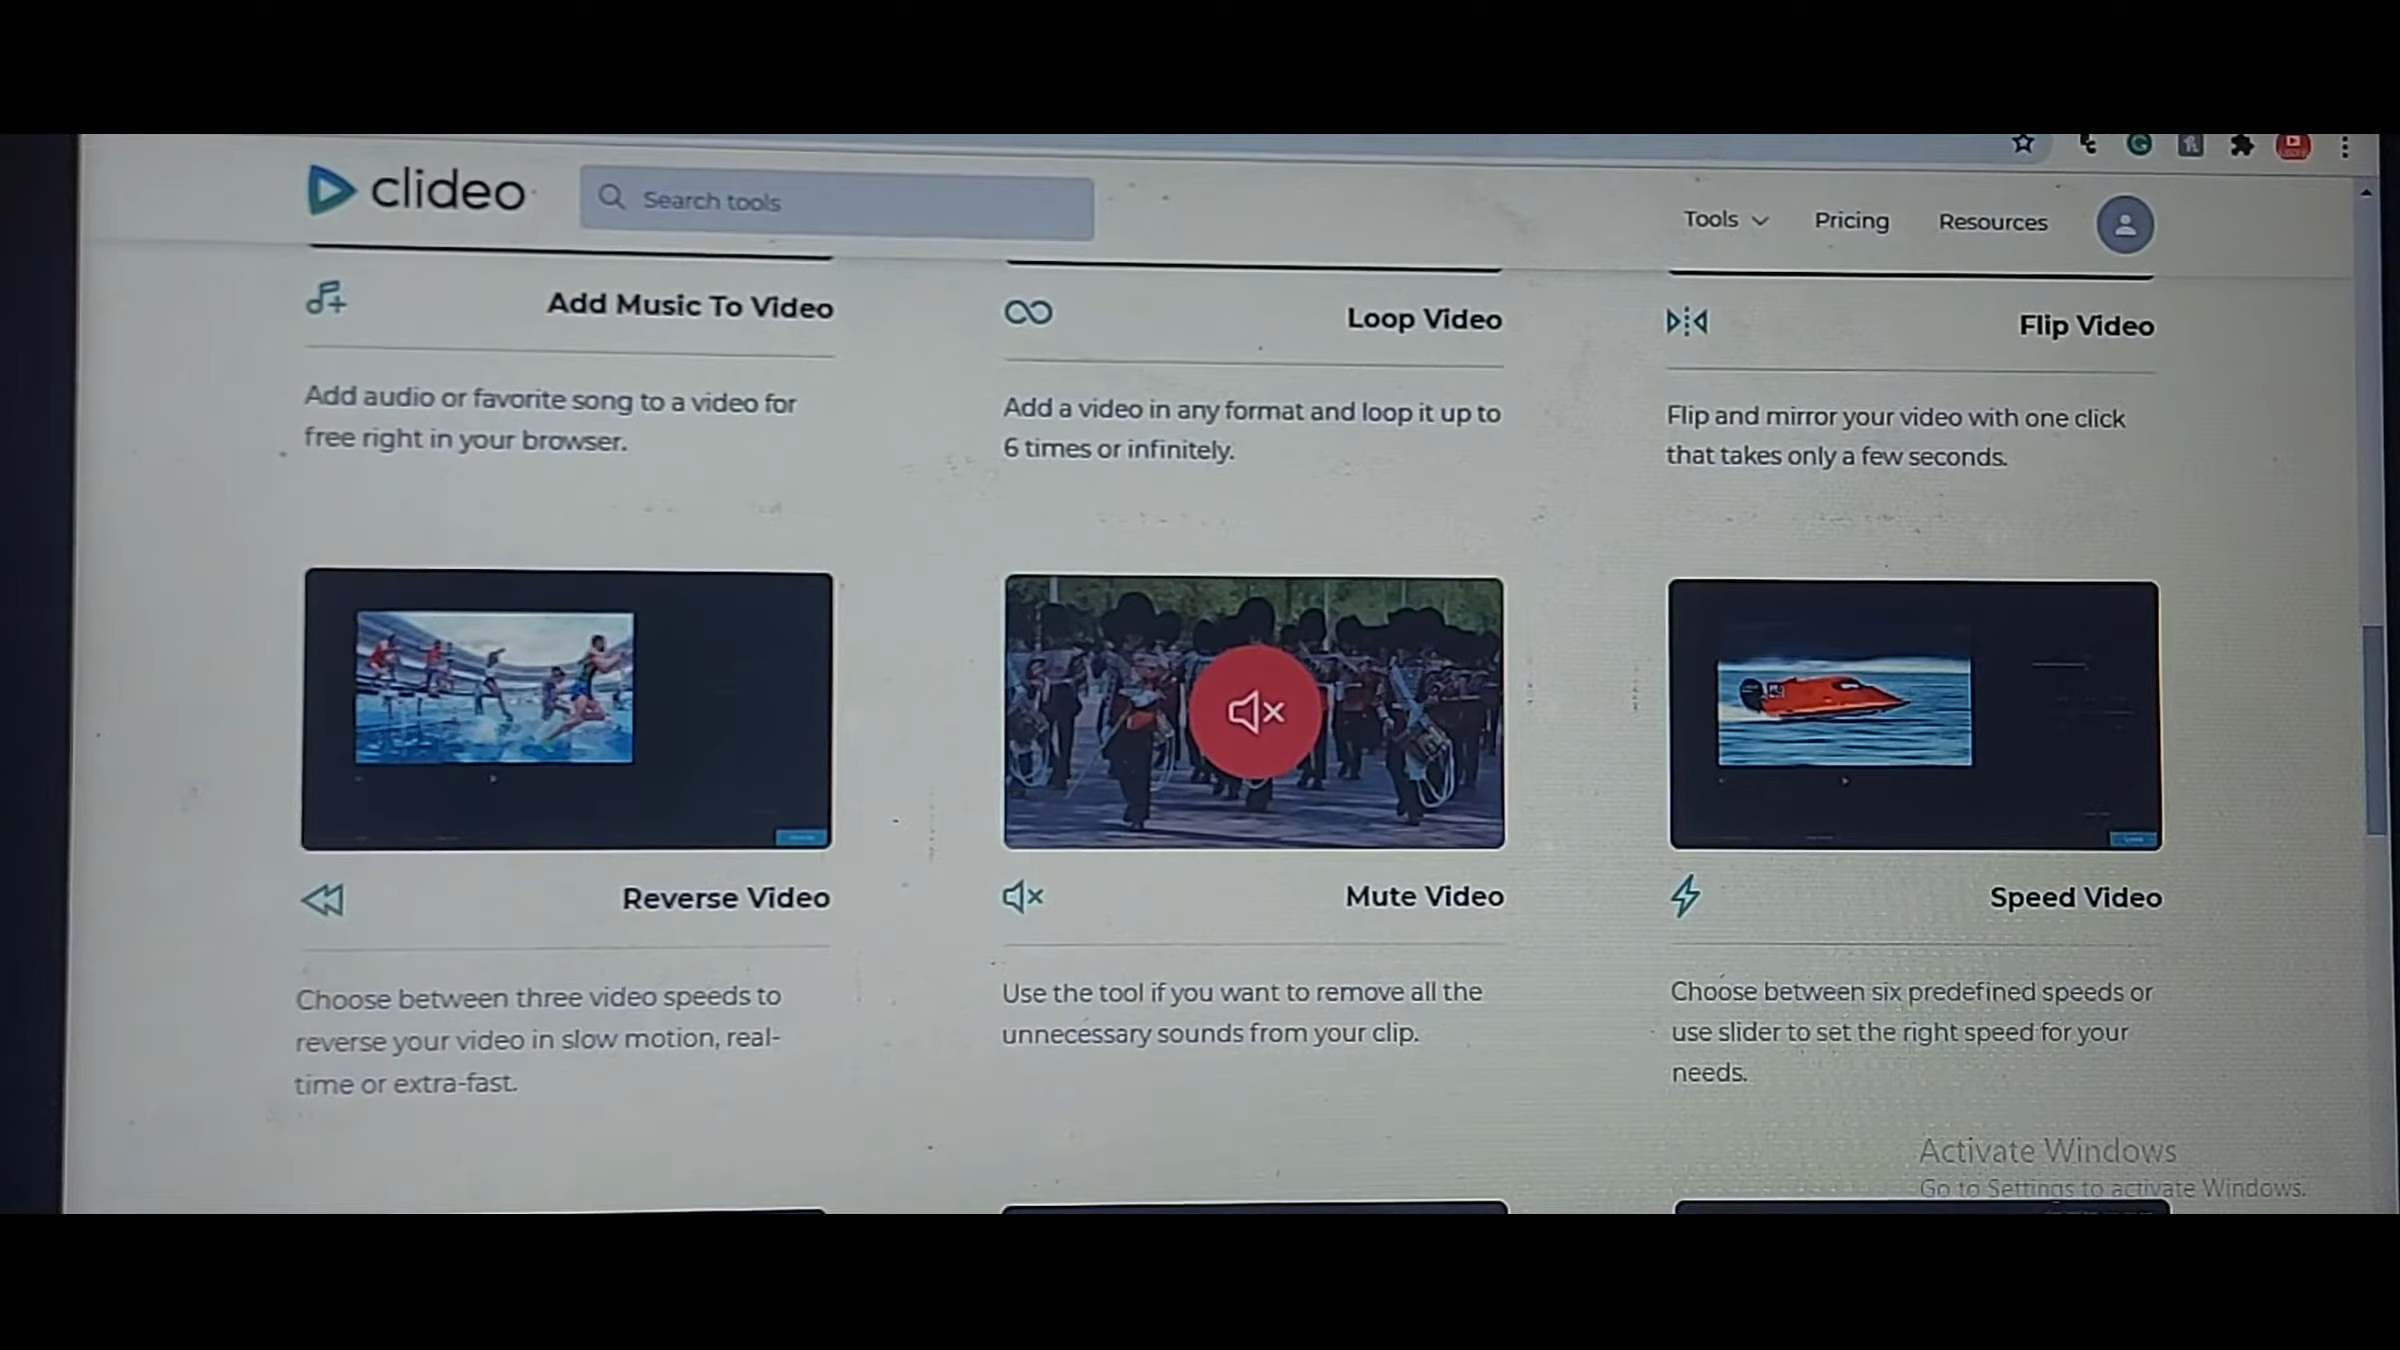 clideo
Search tools
Tools
Pricing
Resources
Add Music To Video
Add audio or favorite song to a video for
free right in your browser.
Loop Video
Add a video in any format and loop it up to
6 times or infinitely.
Flip Video
Flip and mirror your video with one click
that takes only a few seconds.
Reverse Video
Choose between three video speeds to
reverse your video in slow motion, real-
time or extra-fast.
Mute Video
Use the tool if you want to remove all the
unnecessary sounds from your clip.
Speed Video
Choose between six predefined speeds or
use slider to set the right speed for your
needs.
Activate Windows
Go to Settings to activate Windows.